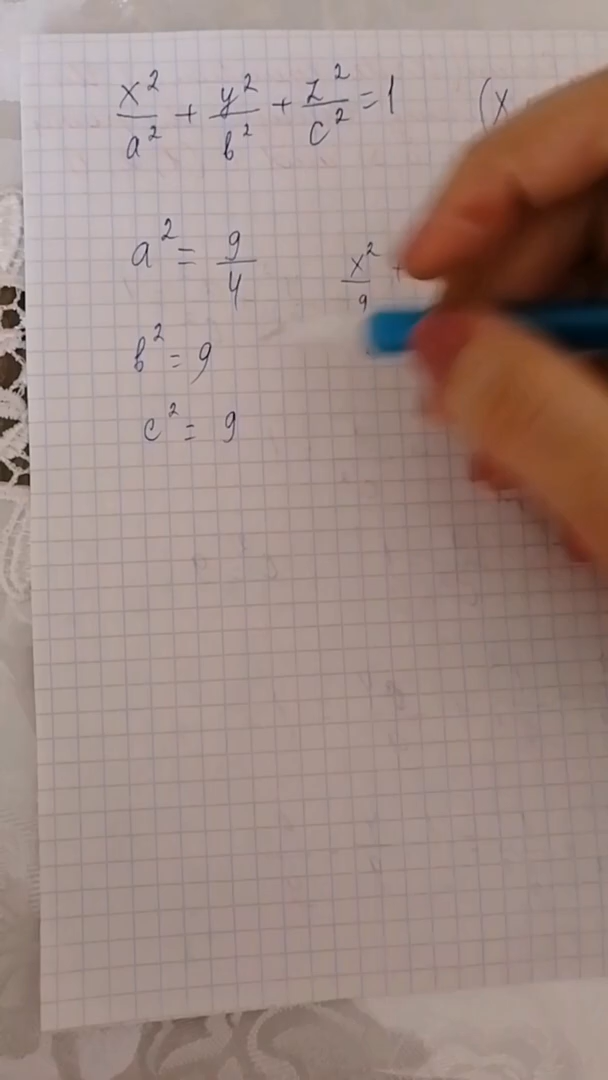 x²/a² + y²/b² + z²/c² = 1 (x
a² = 9/4 x²/9 +
b² = 9
c² = 9